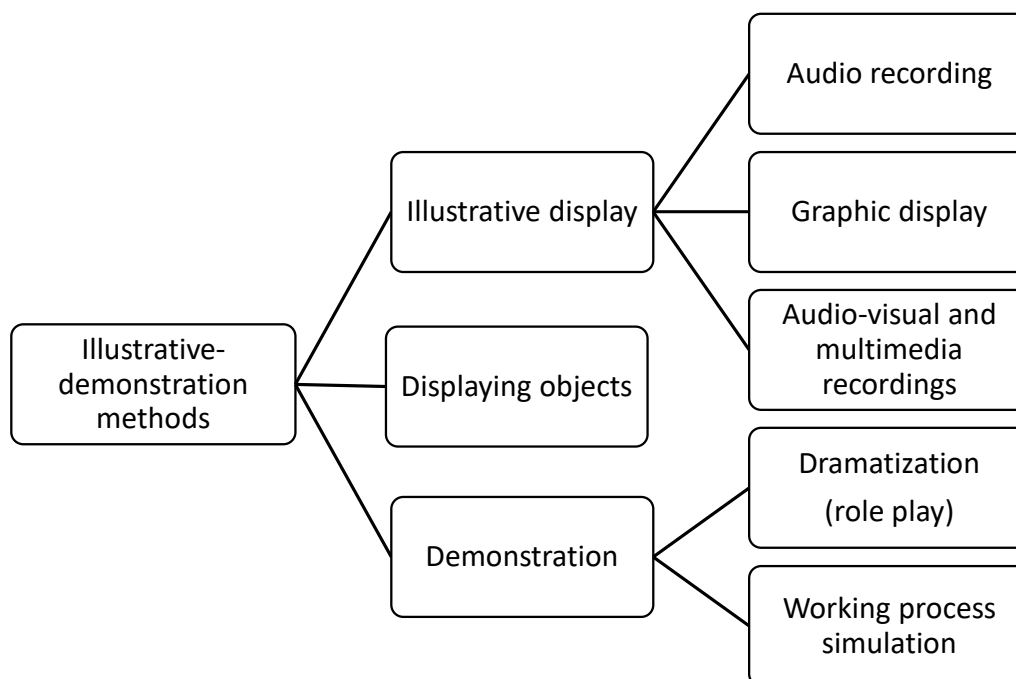 Illustrative-
demonstration
methods
Illustrative display
Audio recording
Graphic display
Audio-visual and
multimedia
recordings
Displaying objects
Demonstration
Dramatization
(role play)
Working process
simulation